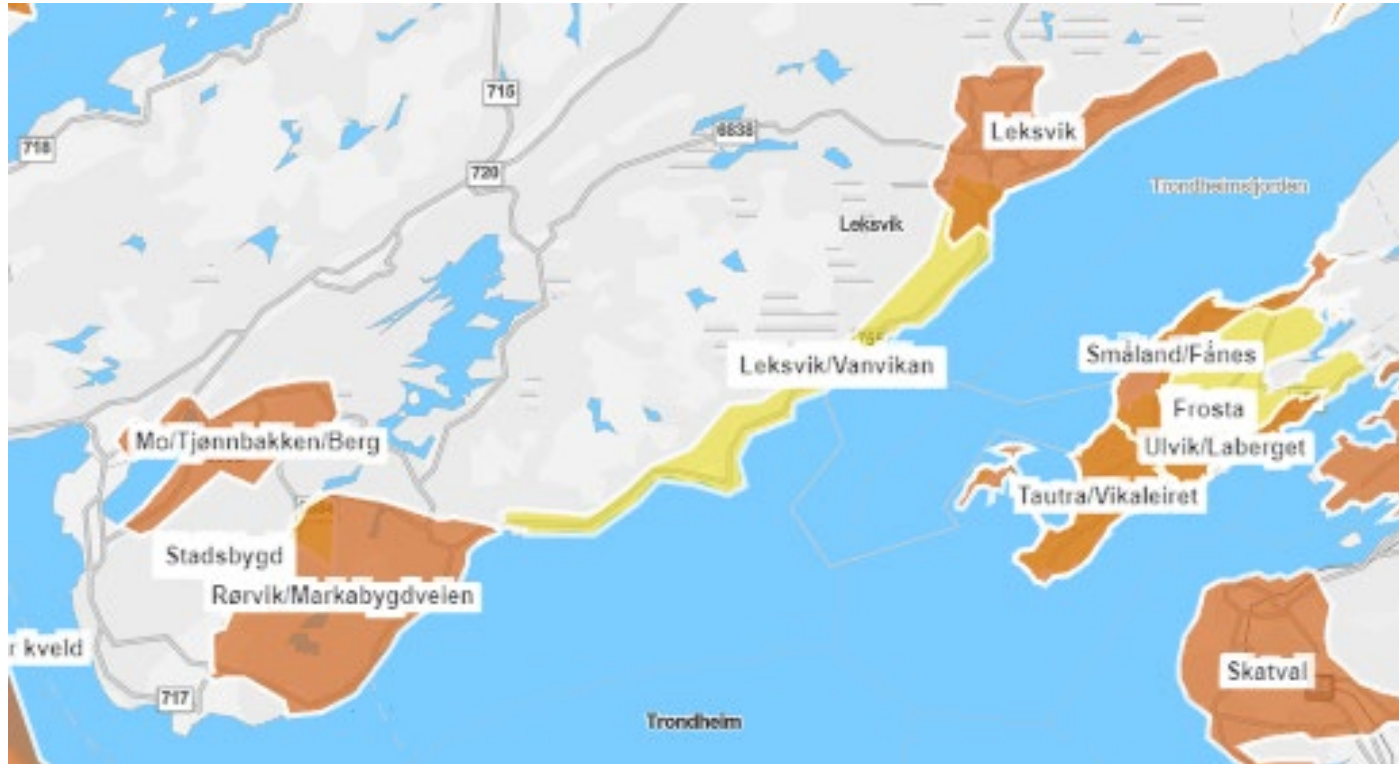 715
Leksvik
6838
718
720
Trondheimsfjorden
Leksvik
765
Småland/Fånes
Leksvik/Vanvikan
Frosta
Mo/Tjønnbakken/Berg
Ulvik/Laberget
Tautra/Vikaleiret
Stadsbygd
Rørvik/Markabygdveien
r kveld
Skatval
717
Trondheim